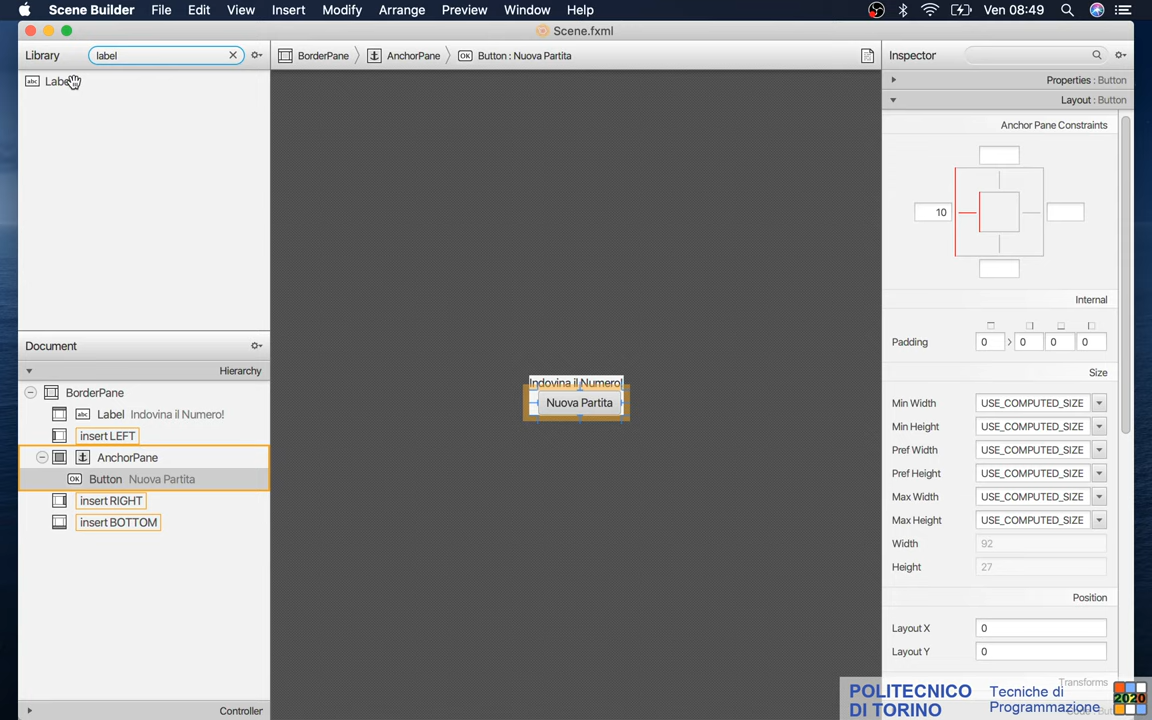 Scene Builder File Edit View Insert Modify Arrange Preview Window Help Ven 08:49
Scene.fxml
Library label
BorderPane AnchorPane OK Button : Nuova Partita
Inspector
abc Label
Properties : Button
Layout : Button
Anchor Pane Constraints
10
Internal
Padding 0 0 0 0
Size
Min Width USE_COMPUTED_SIZE
Min Height USE_COMPUTED_SIZE
Pref Width USE_COMPUTED_SIZE
Pref Height USE_COMPUTED_SIZE
Max Width USE_COMPUTED_SIZE
Max Height USE_COMPUTED_SIZE
Width 92
Height 27
Position
Layout X 0
Layout Y 0
Transforms
Indovina il Numero!
Nuova Partita
Document
Hierarchy
BorderPane
abc Label Indovina il Numero!
insert LEFT
AnchorPane
OK Button Nuova Partita
insert RIGHT
insert BOTTOM
Controller
POLITECNICO
DI TORINO
Tecniche di
Programmazione
2020